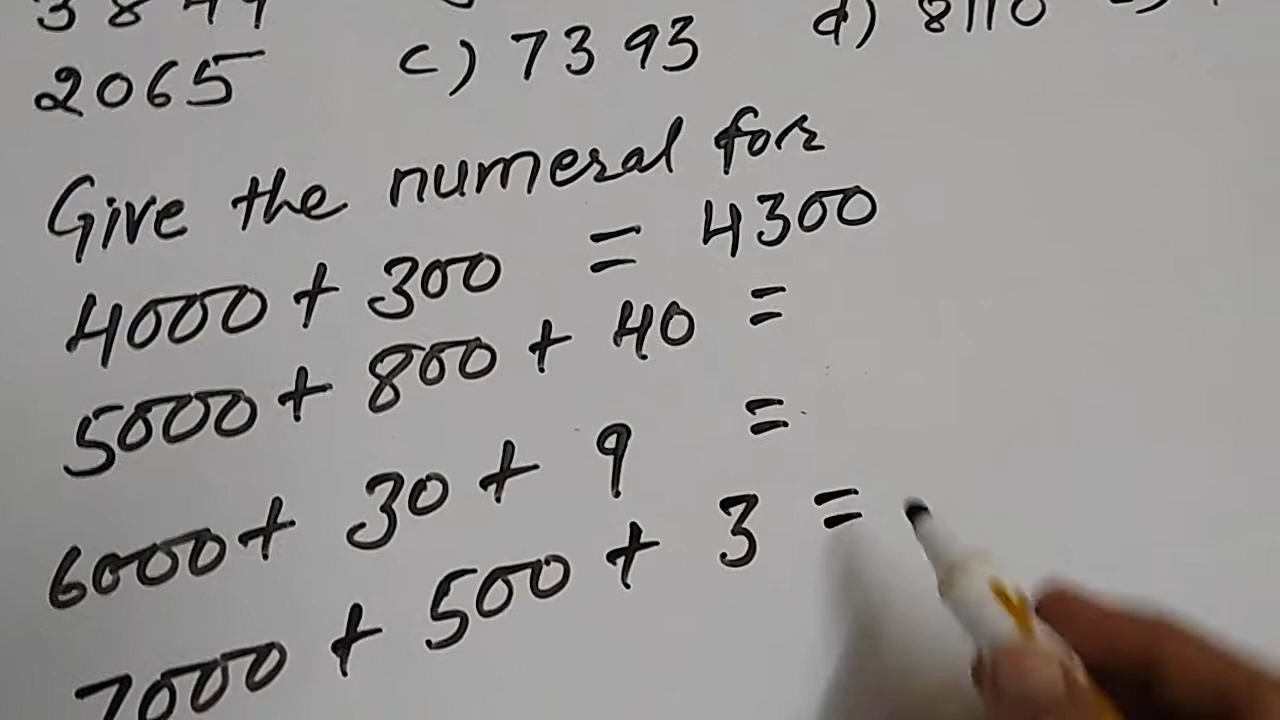 2065 c) 7393 d) 8110
Give the numeral for
4000 + 300 = 4300
5000 + 800 + 40 =
6000 + 30 + 9 =
7000 + 500 + 3 =